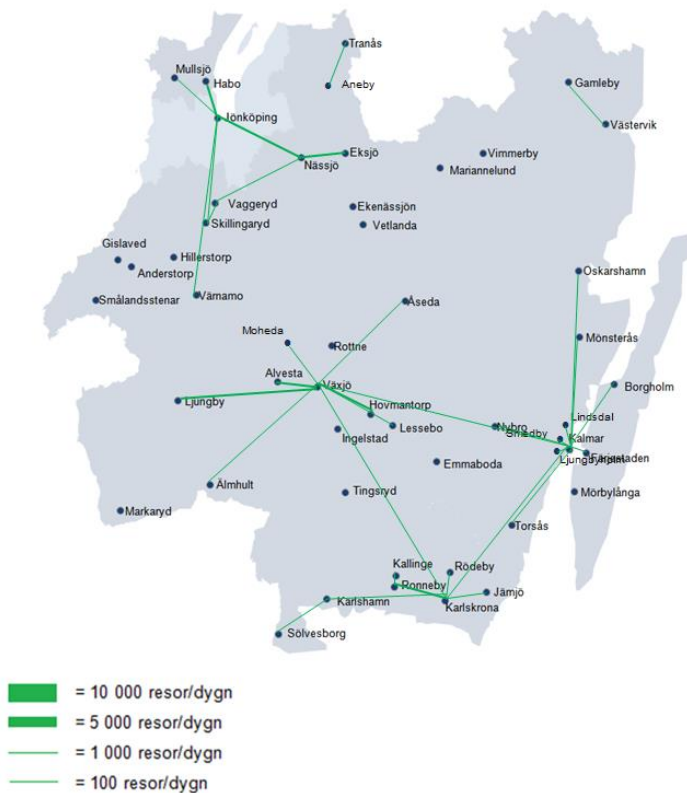 Tranås
Mullsjö
Habo
Aneby
Gamleby
Jönköping
Västervik
Eksjö
Vimmerby
Nässjö
Mariannelund
Vaggeryd
Ekenässjön
Skillingaryd
Vetlanda
Gislaved
Hillerstorp
Anderstorp
Oskarshamn
Smålandsstenar
Värnamo
Åseda
Moheda
Mönsterås
Rottne
Alvesta
Borgholm
Växjö
Ljungby
Hovmantorp
Lindsdal
Lessebo
Nybro
Smedby
Kalmar
Ingelstad
Ljungbyholm
Färjestaden
Emmaboda
Älmhult
Tingsryd
Mörbylånga
Markaryd
Torsås
Kallinge
Rödeby
Ronneby
Jämjö
Karlshamn
Karlskrona
Sölvesborg
= 10 000 resor/dygn
= 5 000 resor/dygn
= 1 000 resor/dygn
= 100 resor/dygn